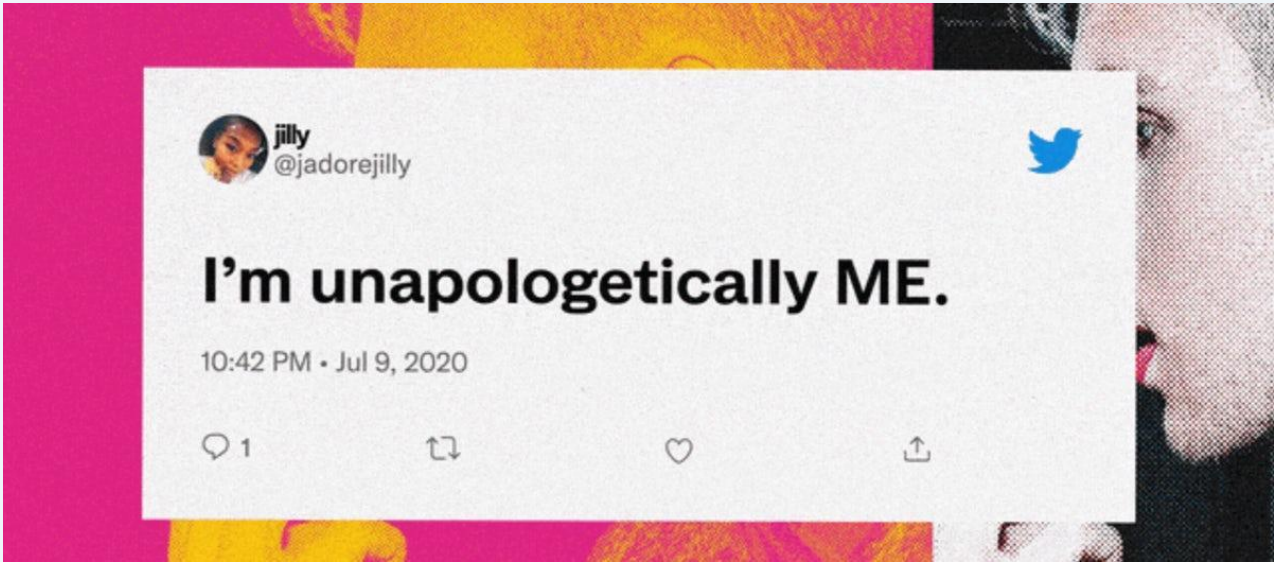 jilly
@jadorejilly
I’m unapologetically ME.
10:42 PM • Jul 9, 2020
1